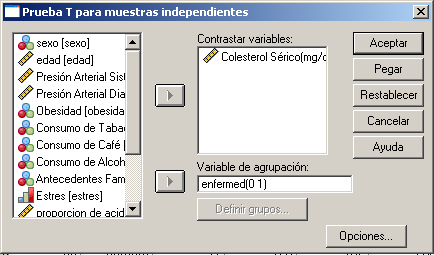 Prueba T para muestras independientes
sexo [sexo]
edad [edad]
Presión Arterial Sist
Presión Arterial Dia
Obesidad [obesidad
Consumo de Tabac
Consumo de Café [
Consumo de Alcoh
Antecedentes Fam
Estres [estres]
proporcion de acid
Contrastar variables:
Colesterol Sérico(mg/d
Variable de agrupación:
enfermed(0 1)
Definir grupos...
Aceptar
Pegar
Restablecer
Cancelar
Ayuda
Opciones...